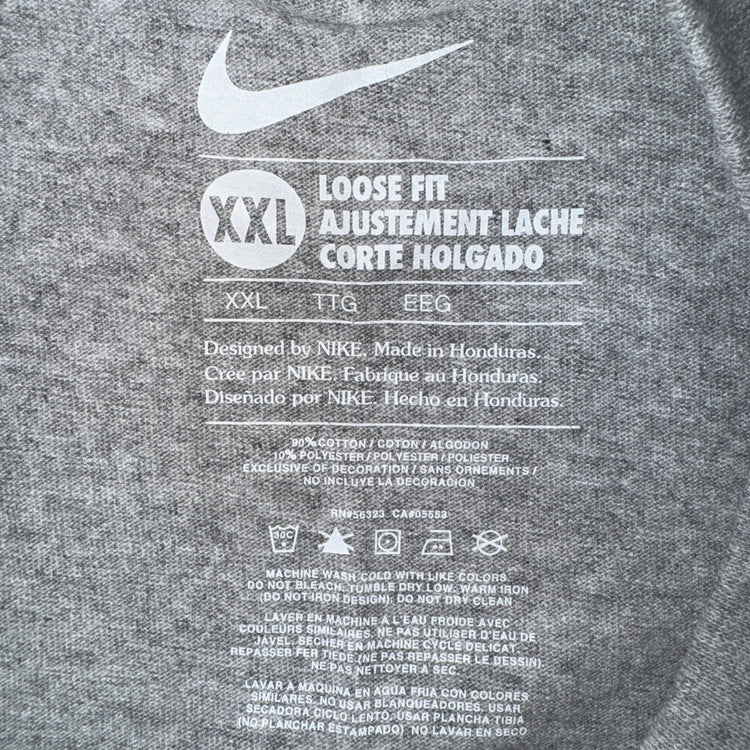 XXL
LOOSE FIT
AJUSTEMENT LACHE
CORTE HOLGADO
XXL TTG EEG
Designed by NIKE. Made in Honduras.
Cree par NIKE. Fabrique au Honduras.
Diseñado por NIKE. Hecho en Honduras.
90% COTTON / COTON / ALGODON
10% POLYESTER / POLYESTER / POLIESTER
EXCLUSIVE OF DECORATION / SANS ORNEMENTS /
NO INCLUYE LA DECORACION
RN#56323 CA#05553
30C
MACHINE WASH COLD WITH LIKE COLORS.
DO NOT BLEACH. TUMBLE DRY LOW. WARM IRON
(DO NOT IRON DESIGN). DO NOT DRY CLEAN
LAVER EN MACHINE A L'EAU FROIDE AVEC
COULEURS SIMILAIRES. NE PAS UTILISER D'EAU DE
JAVEL. SECHER EN MACHINE CYCLE DELICAT.
REPASSER FER TIEDE (NE PAS REPASSER LE DESSIN).
NE PAS NETTOYER A SEC
LAVAR A MAQUINA EN AGUA FRIA CON COLORES
SIMILARES. NO USAR BLANQUEADORES. USAR
SECADORA CICLO LENTO. USAR PLANCHA TIBIA
(NO PLANCHAR ESTAMPADO) NO LAVAR EN SECO